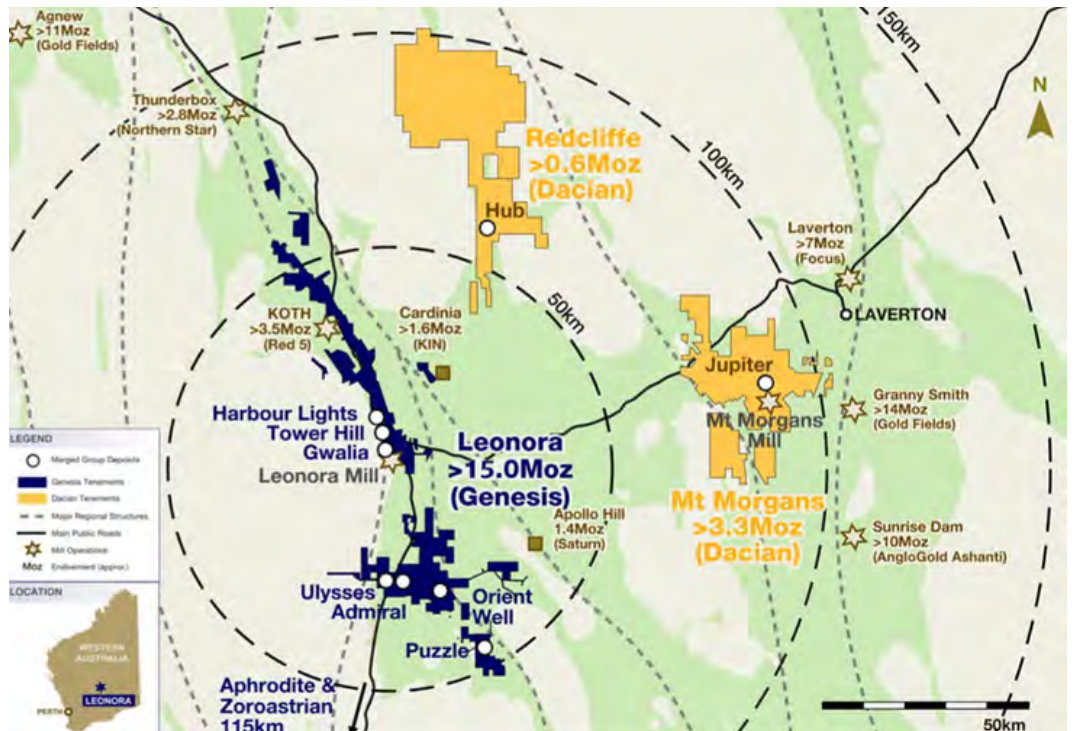 Agnew
>11Moz
(Gold Fields)
150km
Thunderbox
>2.8Moz
(Northern Star)
N
Redcliffe
>0.6Moz
(Dacian)
100km
Hub
Laverton
>7Moz
(Focus)
50km
KOTH
>3.5Moz
(Red 5)
Cardinia
>1.6Moz
(KIN)
LAVERTON
Jupiter
Granny Smith
>14Moz
(Gold Fields)
Mt Morgans
Mill
Harbour Lights
Tower Hill
Gwalia
Leonora Mill
Leonora
>15.0Moz
(Genesis)
Mt Morgans
>3.3Moz
(Dacian)
Apollo Hill
1.4Moz
(Saturn)
Sunrise Dam
>10Moz
(AngloGold Ashanti)
Ulysses
Admiral
Orient
Well
Puzzle
Aphrodite &
Zoroastrian
115km
50km
LEGEND
Merged Group Deposits
Genesis Tenements
Dacian Tenements
Major Regional Structures
Main Public Roads
Mill Operations
Moz Endowment (approx.)
LOCATION
WESTERN
AUSTRALIA
LEONORA
PERTH